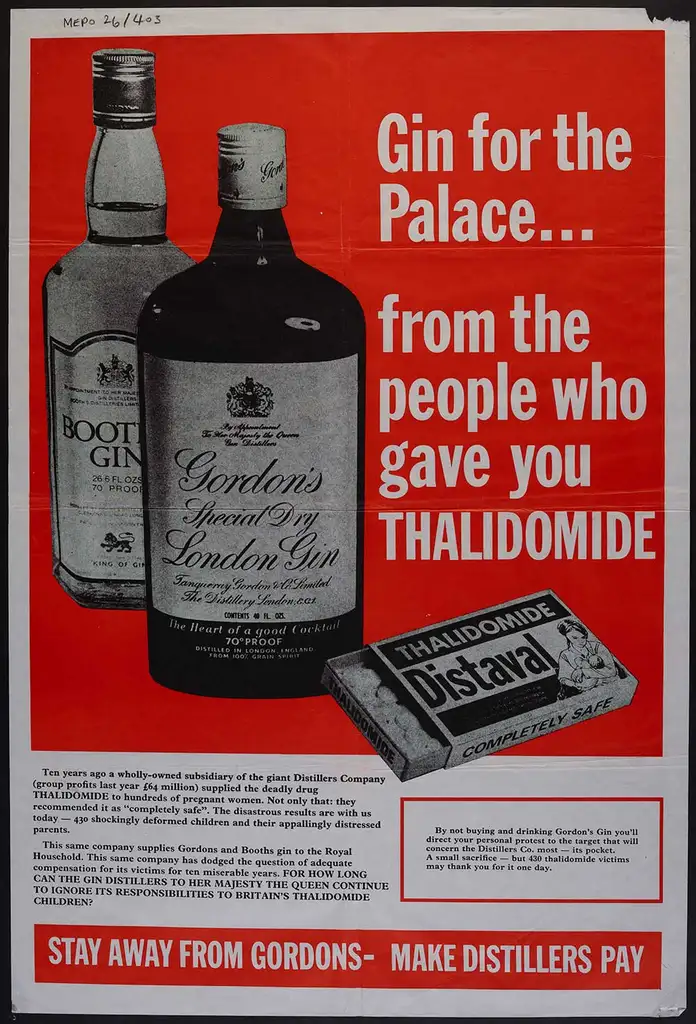 MEPO 26/403
Gin for the
Palace...
from the
people who
gave you
THALIDOMIDE
APPOINTMENT TO HER MAJESTY
GIN DISTILLERS
BOOTH'S DISTILLERIES LIMITED
BOOT
GIN
26.6 FL OZS
70 PROOF
KING OF GIN
Gordon's
By Appointment
To Her Majesty the Queen
Gin Distillers
Gordon's
Special Dry
London Gin
Tanqueray Gordon & Co. Limited
The Distillery London, E.C.1.
CONTENTS 40 FL. OZS.
The Heart of a good Cocktail
70° PROOF
DISTILLED IN LONDON, ENGLAND
FROM 100% GRAIN SPIRIT
THALIDOMIDE
Distaval
COMPLETELY SAFE
THALIDOMIDE
Ten years ago a wholly-owned subsidiary of the giant Distillers Company
(group profits last year £64 million) supplied the deadly drug
THALIDOMIDE to hundreds of pregnant women. Not only that: they
recommended it as "completely safe". The disastrous results are with us
today — 430 shockingly deformed children and their appallingly distressed
parents.
This same company supplies Gordons and Booths gin to the Royal
Household. This same company has dodged the question of adequate
compensation for its victims for ten miserable years. FOR HOW LONG
CAN THE GIN DISTILLERS TO HER MAJESTY THE QUEEN CONTINUE
TO IGNORE ITS RESPONSIBILITIES TO BRITAIN'S THALIDOMIDE
CHILDREN?
By not buying and drinking Gordon's Gin you'll
direct your personal protest to the target that will
concern the Distillers Co. most — its pocket.
A small sacrifice — but 430 thalidomide victims
may thank you for it one day.
STAY AWAY FROM GORDONS- MAKE DISTILLERS PAY